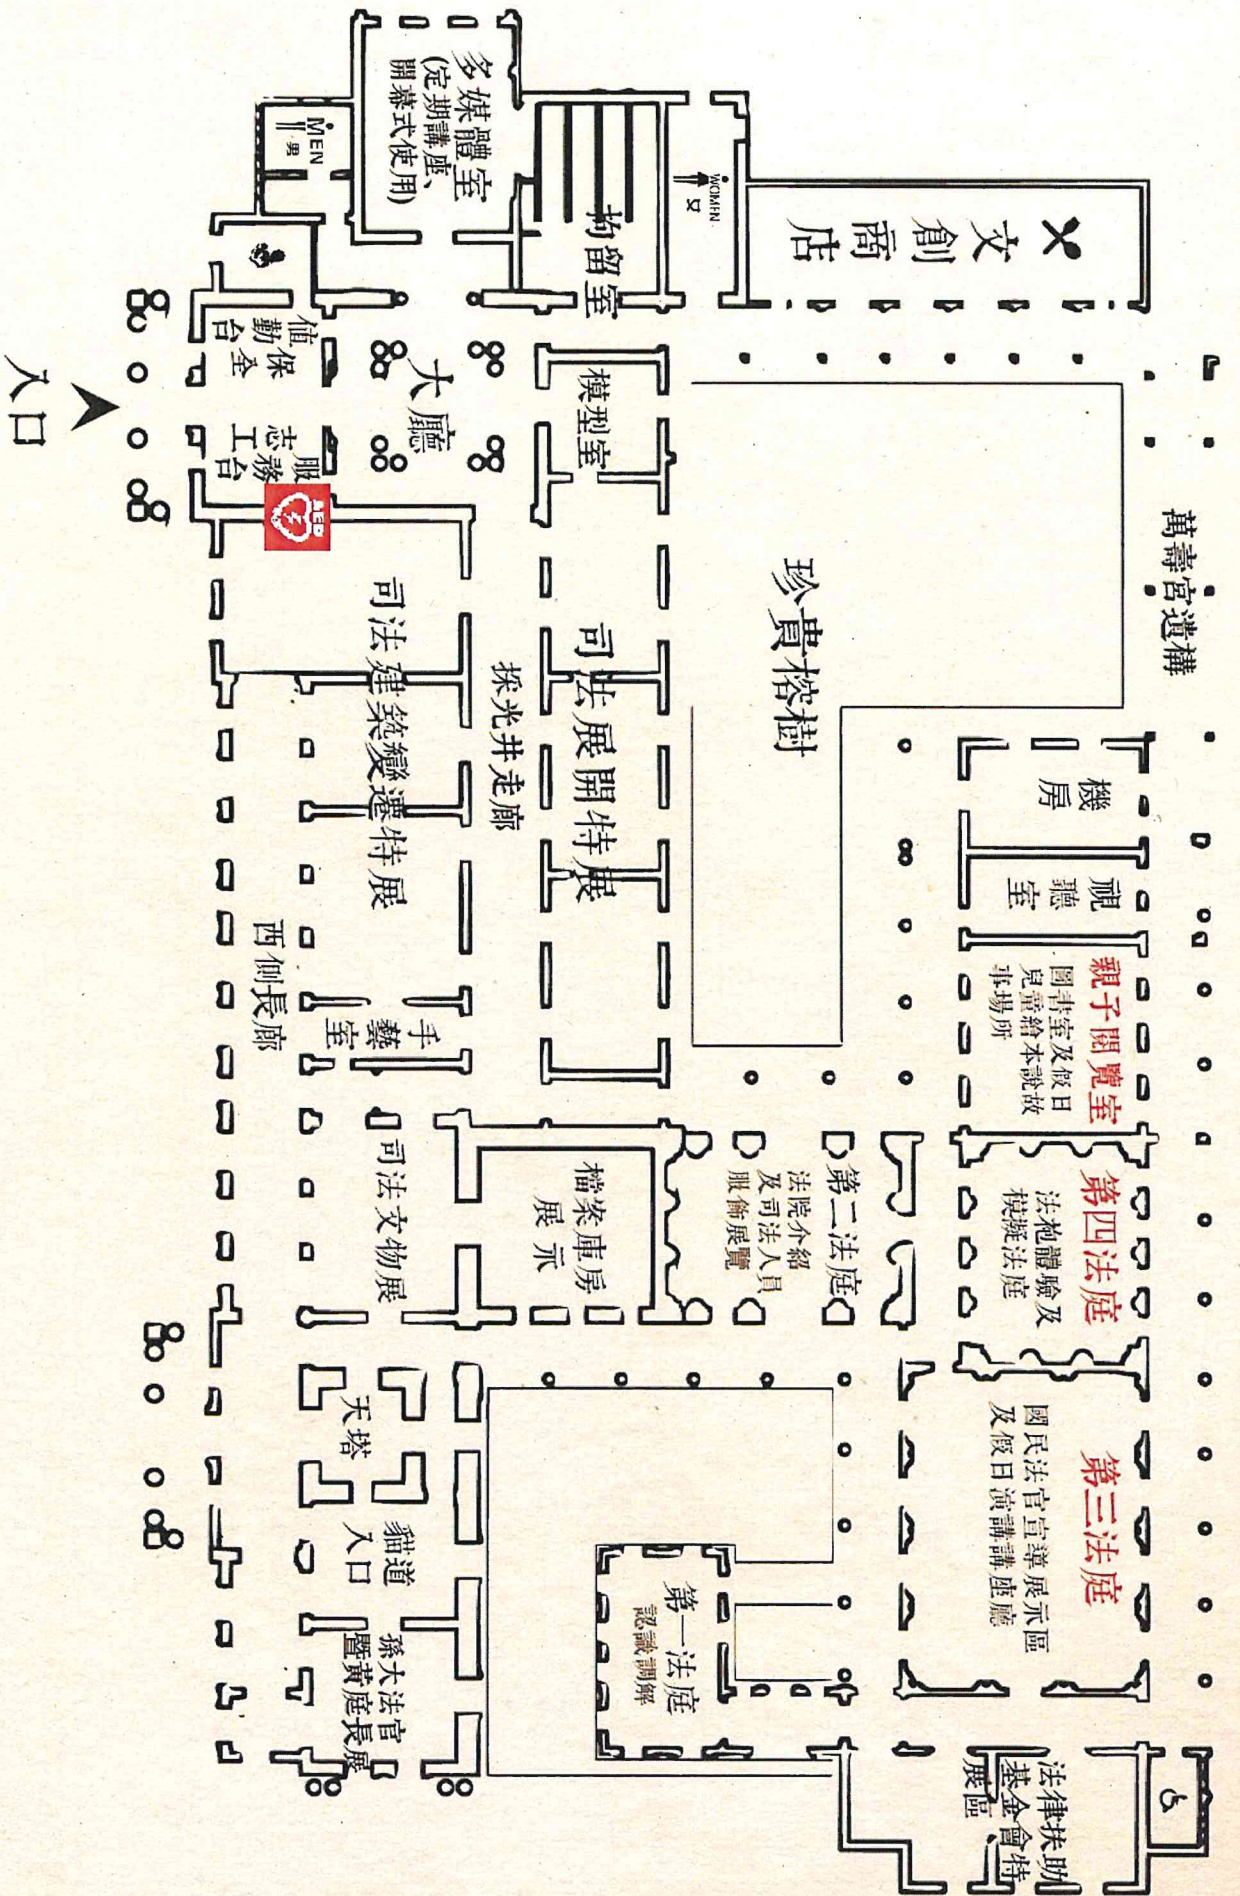 萬壽宮遺構
文創商店
WOMEN
女
拘留室
多媒體室
(定期講座、
開幕式使用)
MEN
男
珍貴榕樹
機房
視聽室
親子閱覽室
圖書室及假日
兒童繪本說故
事場所
第四法庭
法袍體驗及
模擬法庭
第三法庭
國民法官宣導展示區
及假日演講講座廳
法律扶助
基金會特
展區
第二法庭
法院介紹
及司法人員
服飾展覽
第一法庭
認識調解
模型室
司法展開特展
檔案庫房
展示
採光井走廊
大廳
司法建築變遷特展
手藝室
司法文物展
天塔
貓道
入口
孫大法官
暨黃庭長展
值勤台
保全
志工
服務台
AED
西側長廊
入口